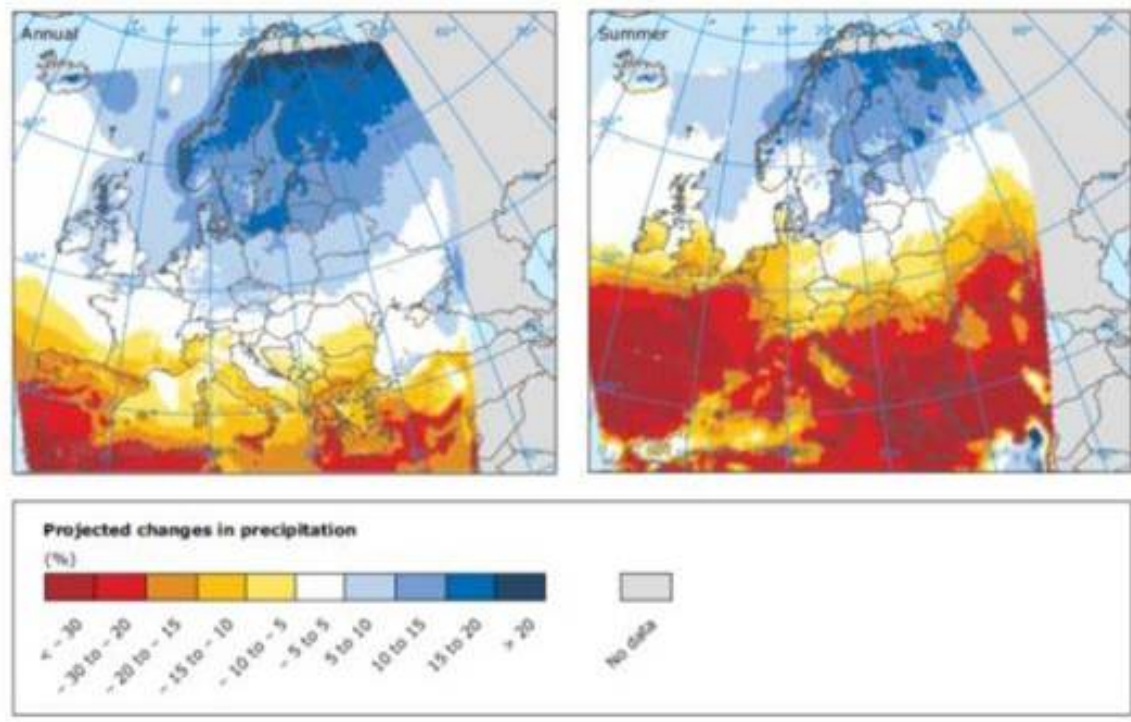 Annual
Summer
Projected changes in precipitation
(%)
< – 30
– 30 to – 20
– 20 to – 15
– 15 to – 10
– 10 to – 5
– 5 to 5
5 to 10
10 to 15
15 to 20
> 20
No data